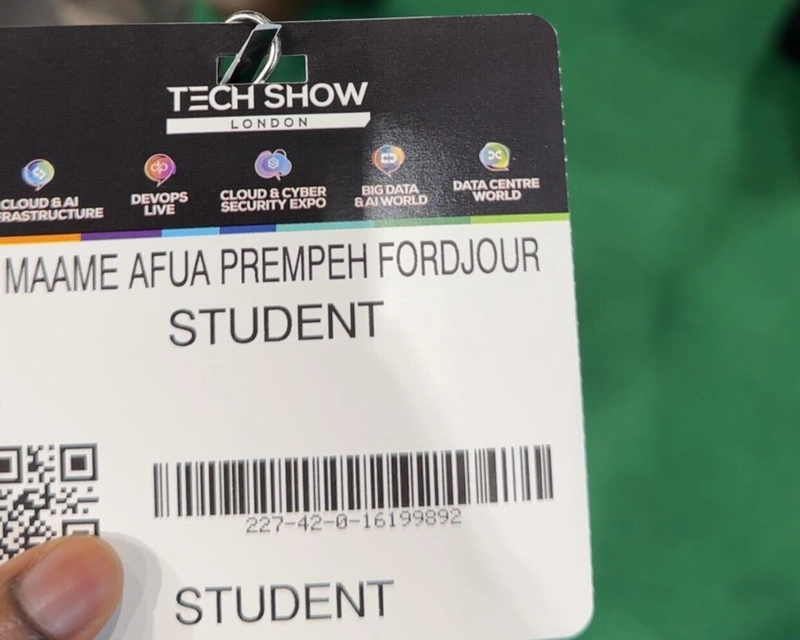 TECH SHOW
LONDON
CLOUD & AI
FRASTRUCTURE
DEVOPS
LIVE
CLOUD & CYBER
SECURITY EXPO
BIG DATA
& AI WORLD
DATA CENTRE
WORLD
MAAME AFUA PREMPEH FORDJOUR
STUDENT
227-42-0-16199892
STUDENT